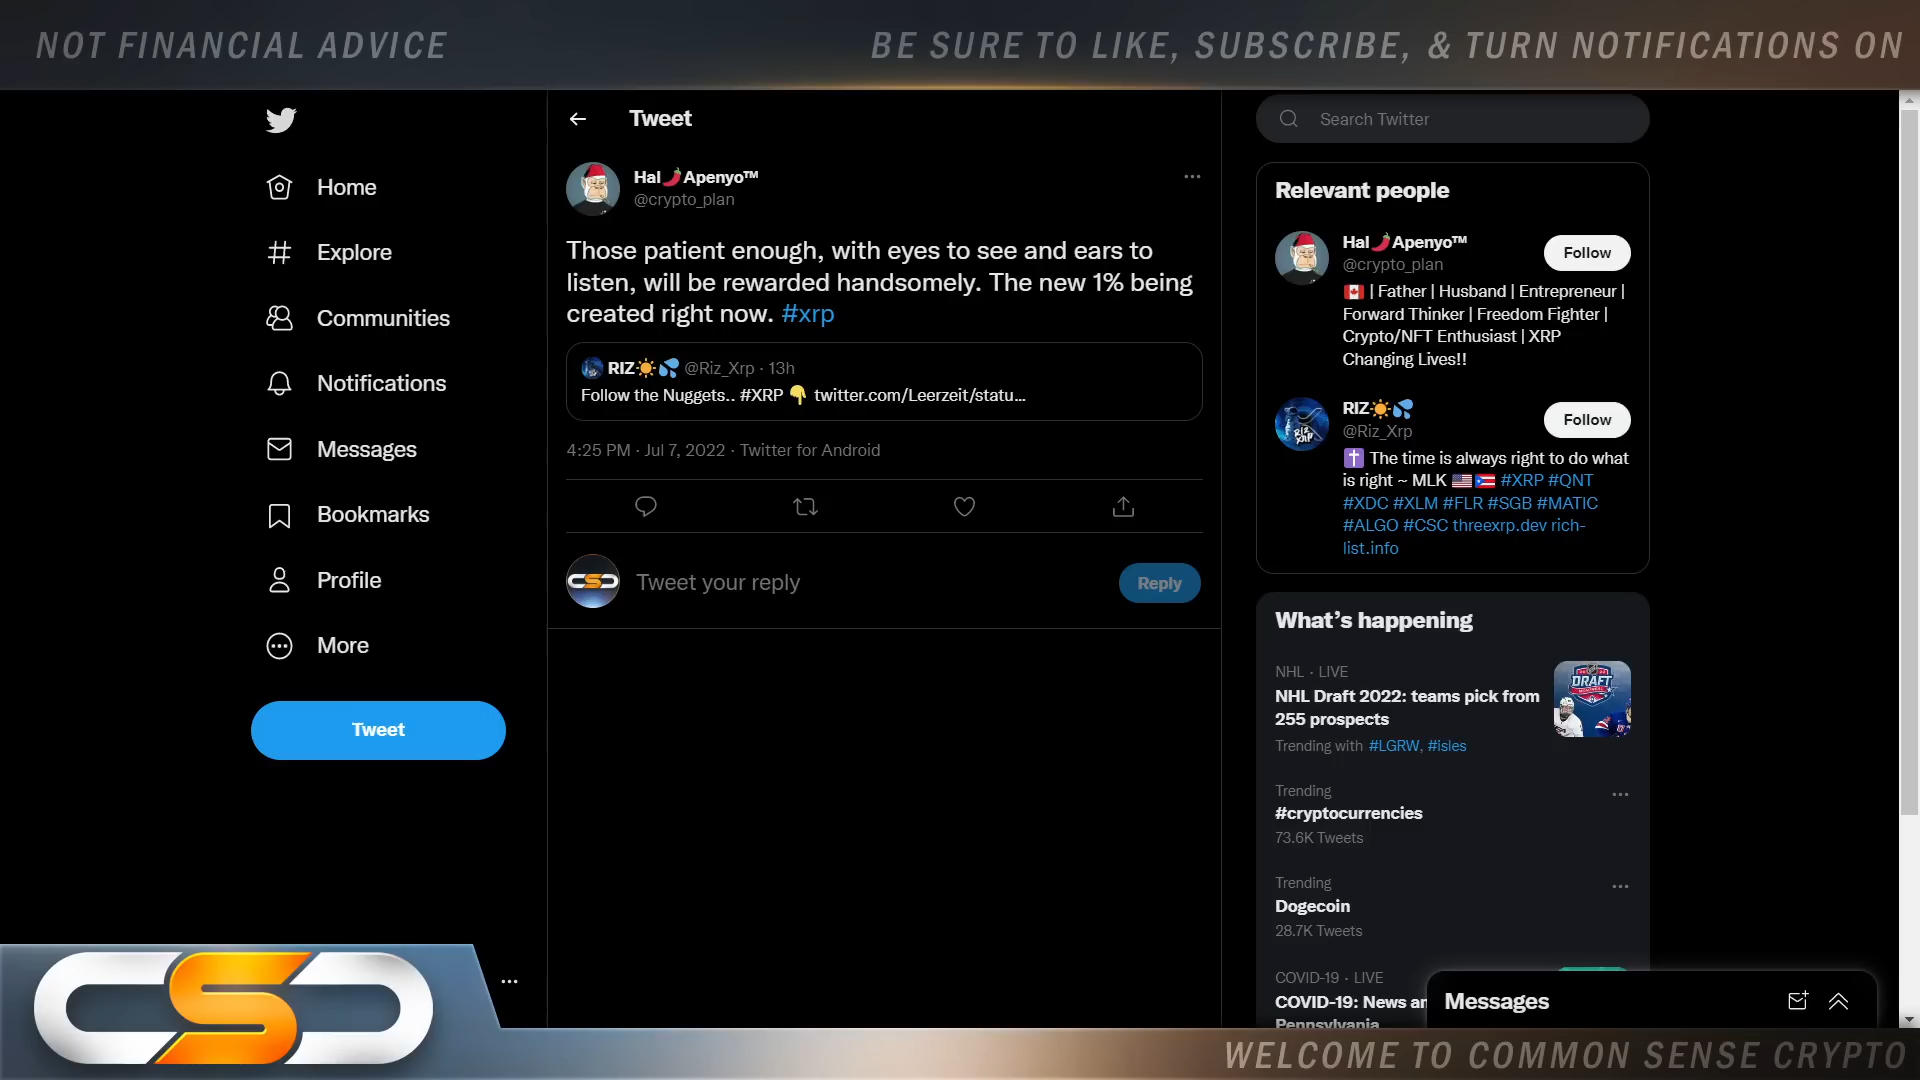 NOT FINANCIAL ADVICE
BE SURE TO LIKE, SUBSCRIBE, & TURN NOTIFICATIONS ON
Home
Explore
Communities
Notifications
Messages
Bookmarks
Profile
More
Tweet
Tweet
Hal🌶️Apenyo™
@crypto_plan
Those patient enough, with eyes to see and ears to
listen, will be rewarded handsomely. The new 1% being
created right now. #xrp
RIZ☀️💦 @Riz_Xrp · 13h
Follow the Nuggets.. #XRP 👇 twitter.com/Leerzeit/statu...
4:25 PM · Jul 7, 2022 · Twitter for Android
Tweet your reply
Reply
Search Twitter
Relevant people
Hal🌶️Apenyo™
@crypto_plan
Follow
🇨🇦 | Father | Husband | Entrepreneur |
Forward Thinker | Freedom Fighter |
Crypto/NFT Enthusiast | XRP
Changing Lives!!
RIZ☀️💦
@Riz_Xrp
Follow
✝️ The time is always right to do what
is right ~ MLK 🇺🇸🇵🇷 #XRP #QNT
#XDC #XLM #FLR #SGB #MATIC
#ALGO #CSC threexrp.dev rich-
list.info
What's happening
NHL · LIVE
NHL Draft 2022: teams pick from
255 prospects
Trending with #LGRW, #isles
DRAFT
Trending
#cryptocurrencies
73.6K Tweets
Trending
Dogecoin
28.7K Tweets
COVID-19 · LIVE
COVID-19: News an
Pennsylvania
Messages
CSC
WELCOME TO COMMON SENSE CRYPTO